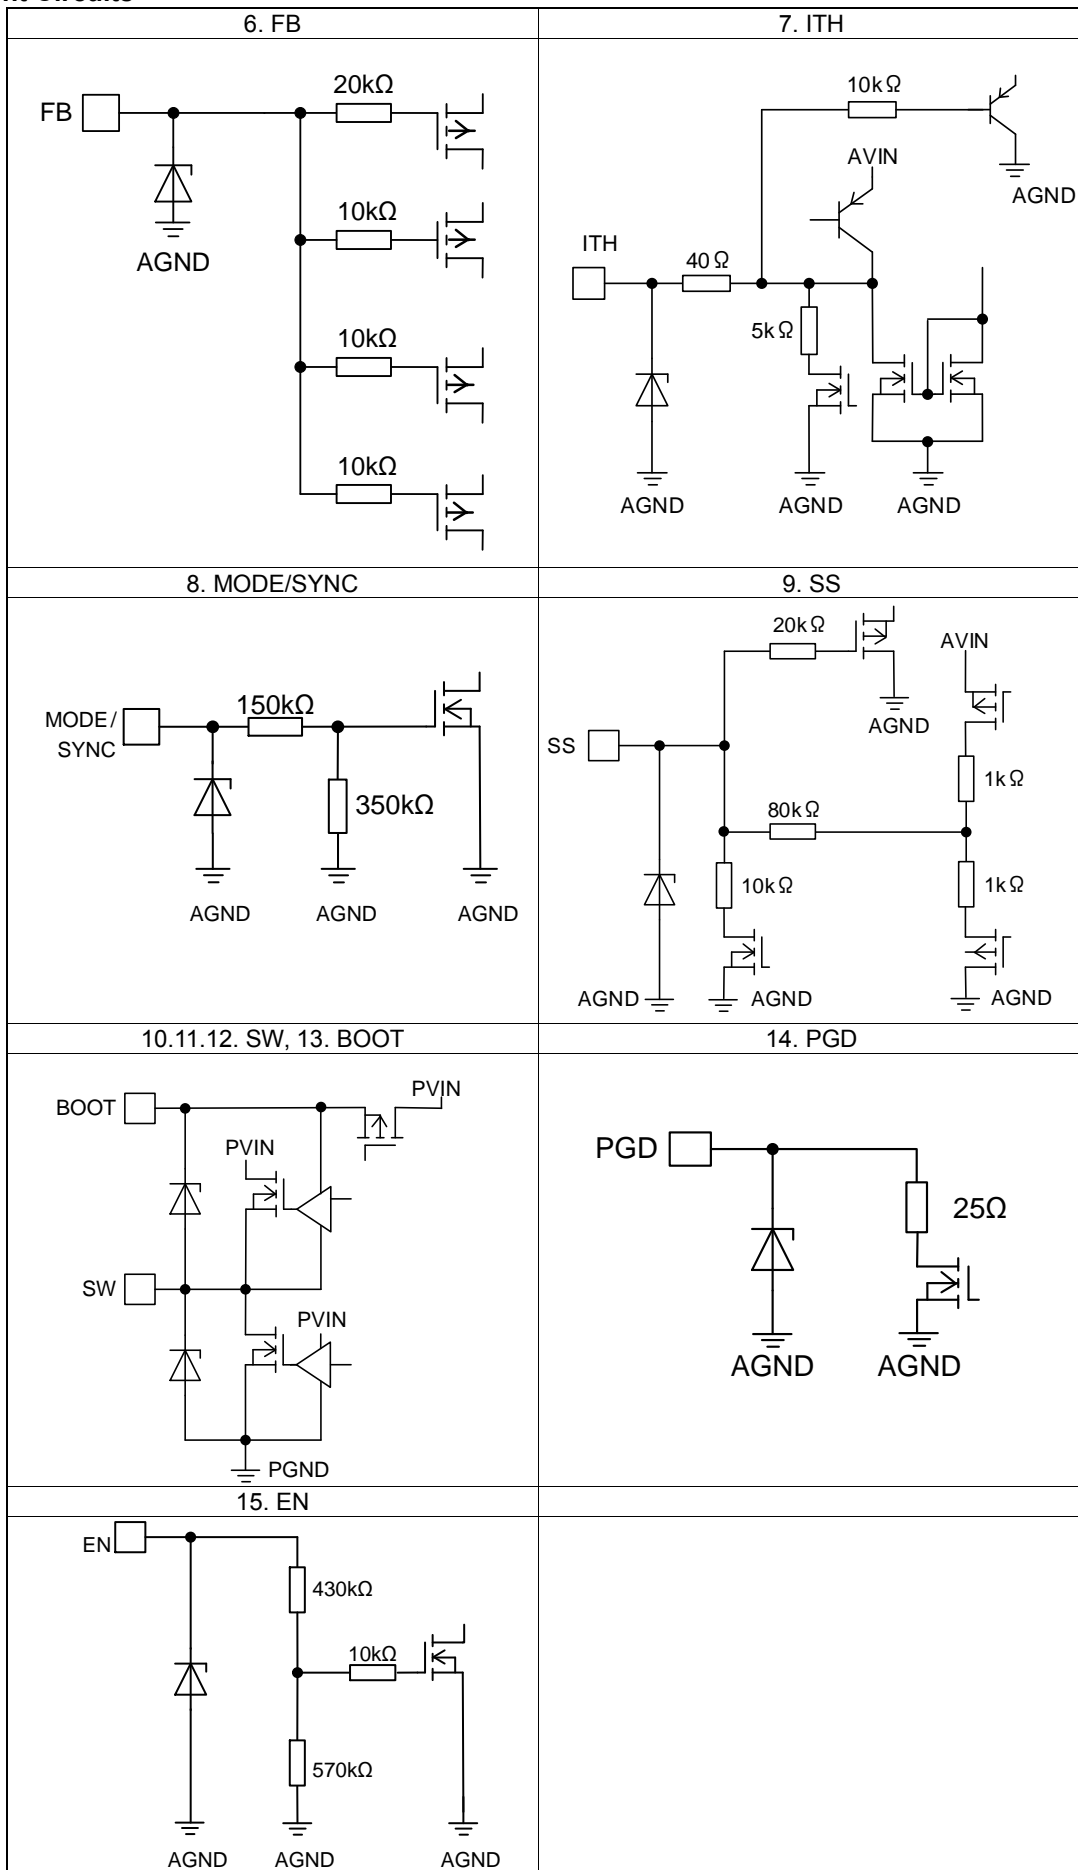 6. FB
7. ITH
FB
20kΩ
10kΩ
10kΩ
10kΩ
AGND
10kΩ
AGND
AVIN
ITH
40Ω
5kΩ
AGND
AGND
AGND
8. MODE/SYNC
9. SS
MODE/
SYNC
150kΩ
350kΩ
AGND
AGND
AGND
20kΩ
AGND
AVIN
SS
1kΩ
80kΩ
10kΩ
1kΩ
AGND
AGND
AGND
10.11.12. SW, 13. BOOT
14. PGD
BOOT
PVIN
PVIN
SW
PVIN
PGND
PGD
25Ω
AGND
AGND
15. EN
EN
430kΩ
10kΩ
570kΩ
AGND
AGND
AGND